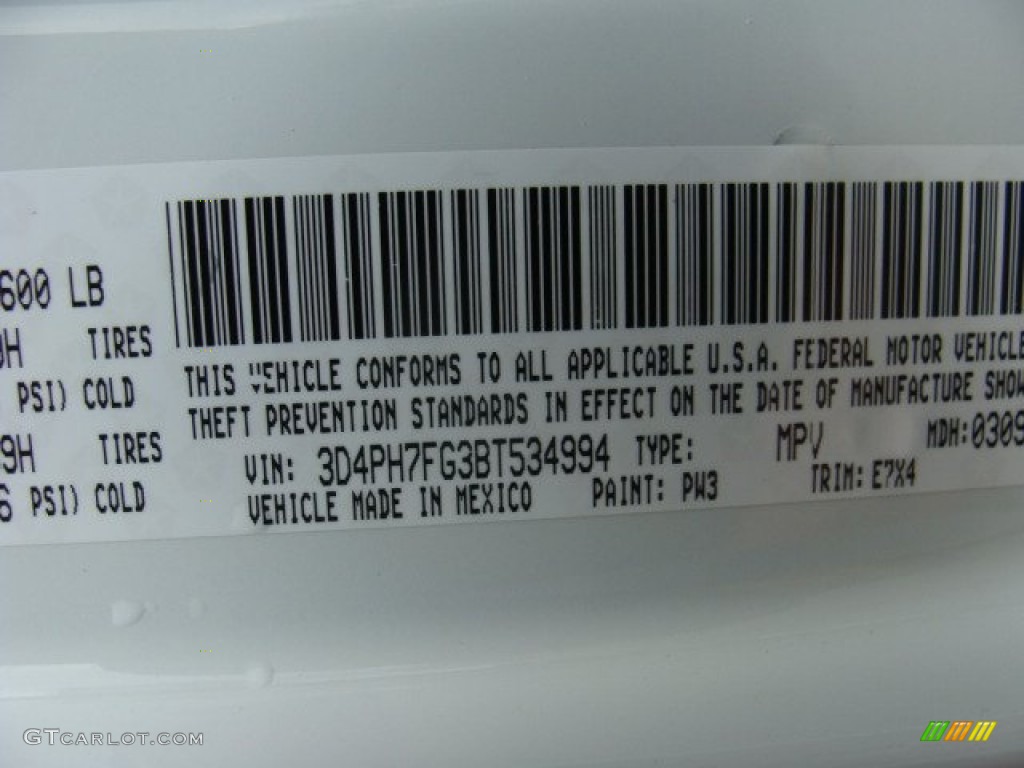 600 LB
0H TIRES
PSI) COLD
9H TIRES
6 PSI) COLD
THIS VEHICLE CONFORMS TO ALL APPLICABLE U.S.A. FEDERAL MOTOR VEHICLE
THEFT PREVENTION STANDARDS IN EFFECT ON THE DATE OF MANUFACTURE SHOW
VIN: 3D4PH7FG3BT534994 TYPE: MPV MDH:0309
VEHICLE MADE IN MEXICO PAINT: PW3 TRIM: E7X4
GTCARLOT.COM